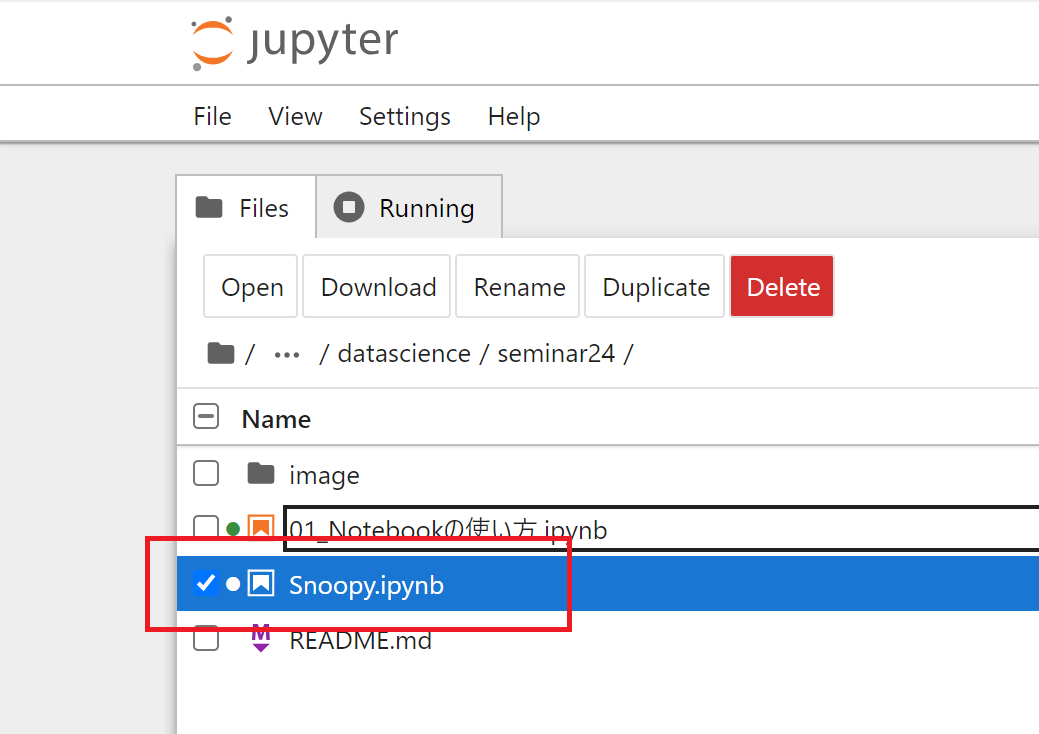 jupyter
File View Settings Help
Files Running
Open Download Rename Duplicate Delete
/ ••• / datascience / seminar24 /
Name
image
01_Notebookの使い方.ipynb
Snoopy.ipynb
README.md